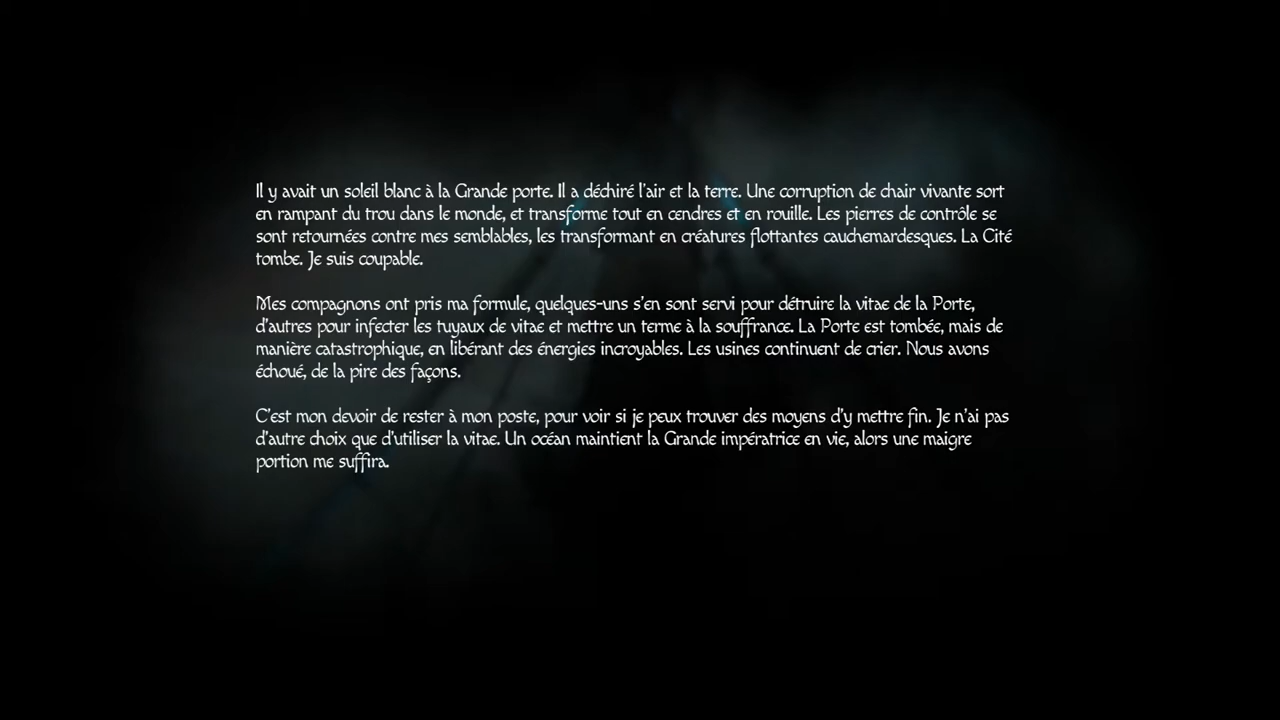 Il y avait un soleil blanc à la Grande porte. Il a déchiré l'air et la terre. Une corruption de chair vivante sort
en rampant du trou dans le monde, et transforme tout en cendres et en rouille. Les pierres de contrôle se
sont retournées contre mes semblables, les transformant en créatures flottantes cauchemardesques. La Cité
tombe. Je suis coupable.
Mes compagnons ont pris ma formule, quelques-uns s'en sont servi pour détruire la vitae de la Porte,
d'autres pour infecter les tuyaux de vitae et mettre un terme à la souffrance. La Porte est tombée, mais de
manière catastrophique, en libérant des énergies incroyables. Les usines continuent de crier. Nous avons
échoué, de la pire des façons.
C'est mon devoir de rester à mon poste, pour voir si je peux trouver des moyens d'y mettre fin. Je n'ai pas
d'autre choix que d'utiliser la vitae. Un océan maintient la Grande impératrice en vie, alors une maigre
portion me suffira.